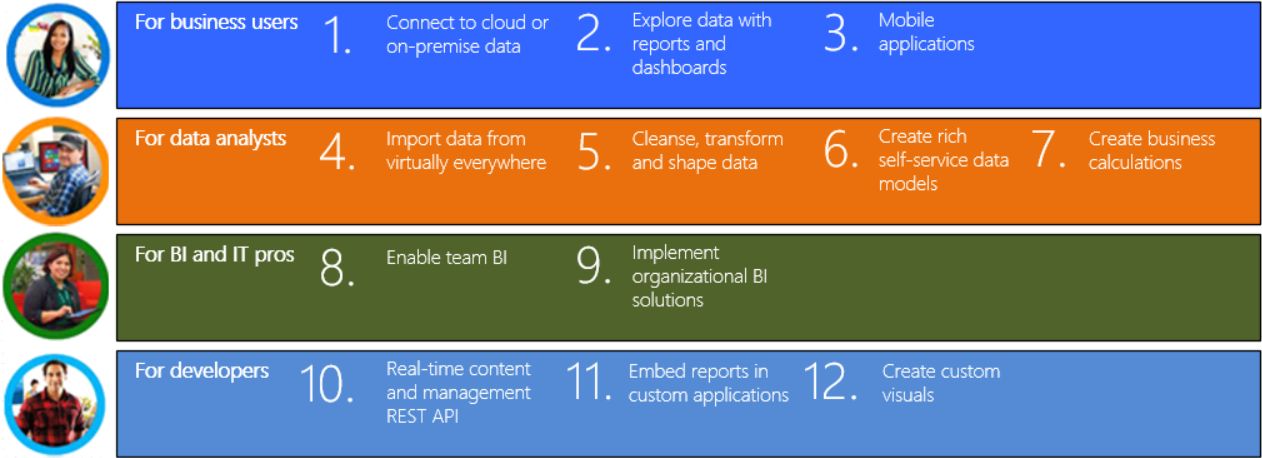 For business users
1.
Connect to cloud or
on-premise data
2.
Explore data with
reports and
dashboards
3.
Mobile
applications
For data analysts
4.
Import data from
virtually everywhere
5.
Cleanse, transform
and shape data
6.
Create rich
self-service data
models
7.
Create business
calculations
For BI and IT pros
8.
Enable team BI
9.
Implement
organizational BI
solutions
For developers
10.
Real-time content
and management
REST API
11.
Embed reports in
custom applications
12.
Create custom
visuals